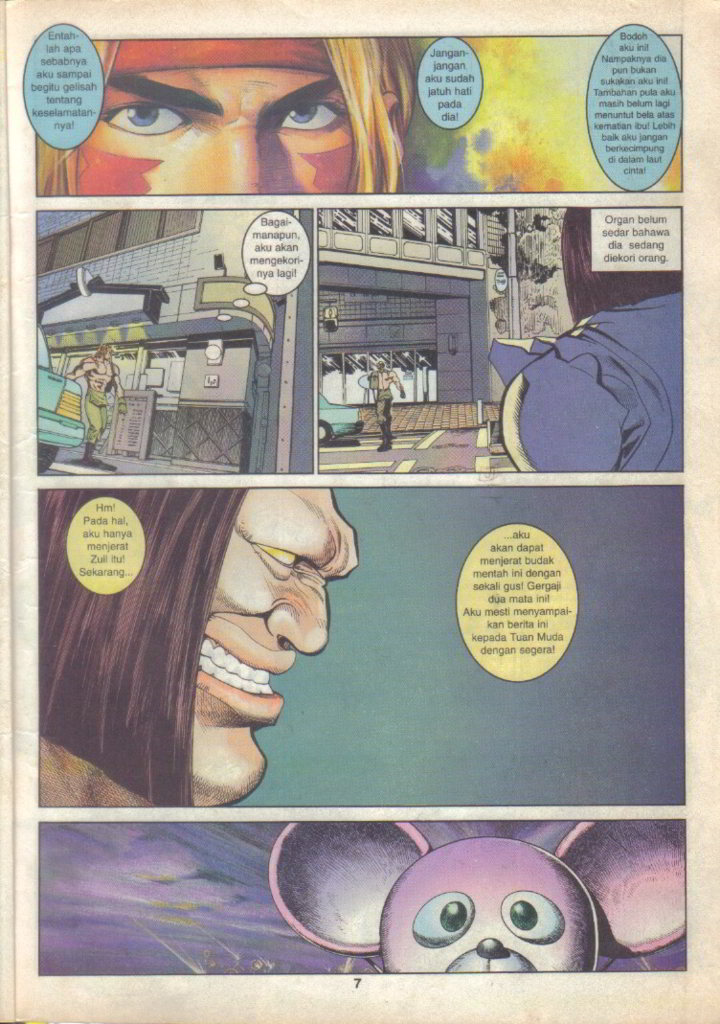 Entah-
lah apa
sebabnya
aku sampai
begitu gelisah
tentang
keselamatan-
nya!
Jangan-
jangan,
aku sudah
jatuh hati
pada
dia!
Bodoh
aku ini!
Nampaknya dia
pun bukan
sukakan aku ini!
Tambahan pula aku
masih belum lagi
menuntut bela atas
kematian ibu! Lebih
baik aku jangan
berkecimpung
di dalam laut
cinta!
Bagai-
manapun,
aku akan
mengekori-
nya lagi!
Organ belum
sedar bahawa
dia sedang
diekori orang.
Hm!
Pada hal,
aku hanya
menjerat
Zull itu!
Sekarang...
...aku
akan dapat
menjerat budak
mentah ini dengan
sekali gus! Gergaji
dua mata ini!
Aku mesti menyampai-
kan berita ini
kepada Tuan Muda
dengan segera!
7